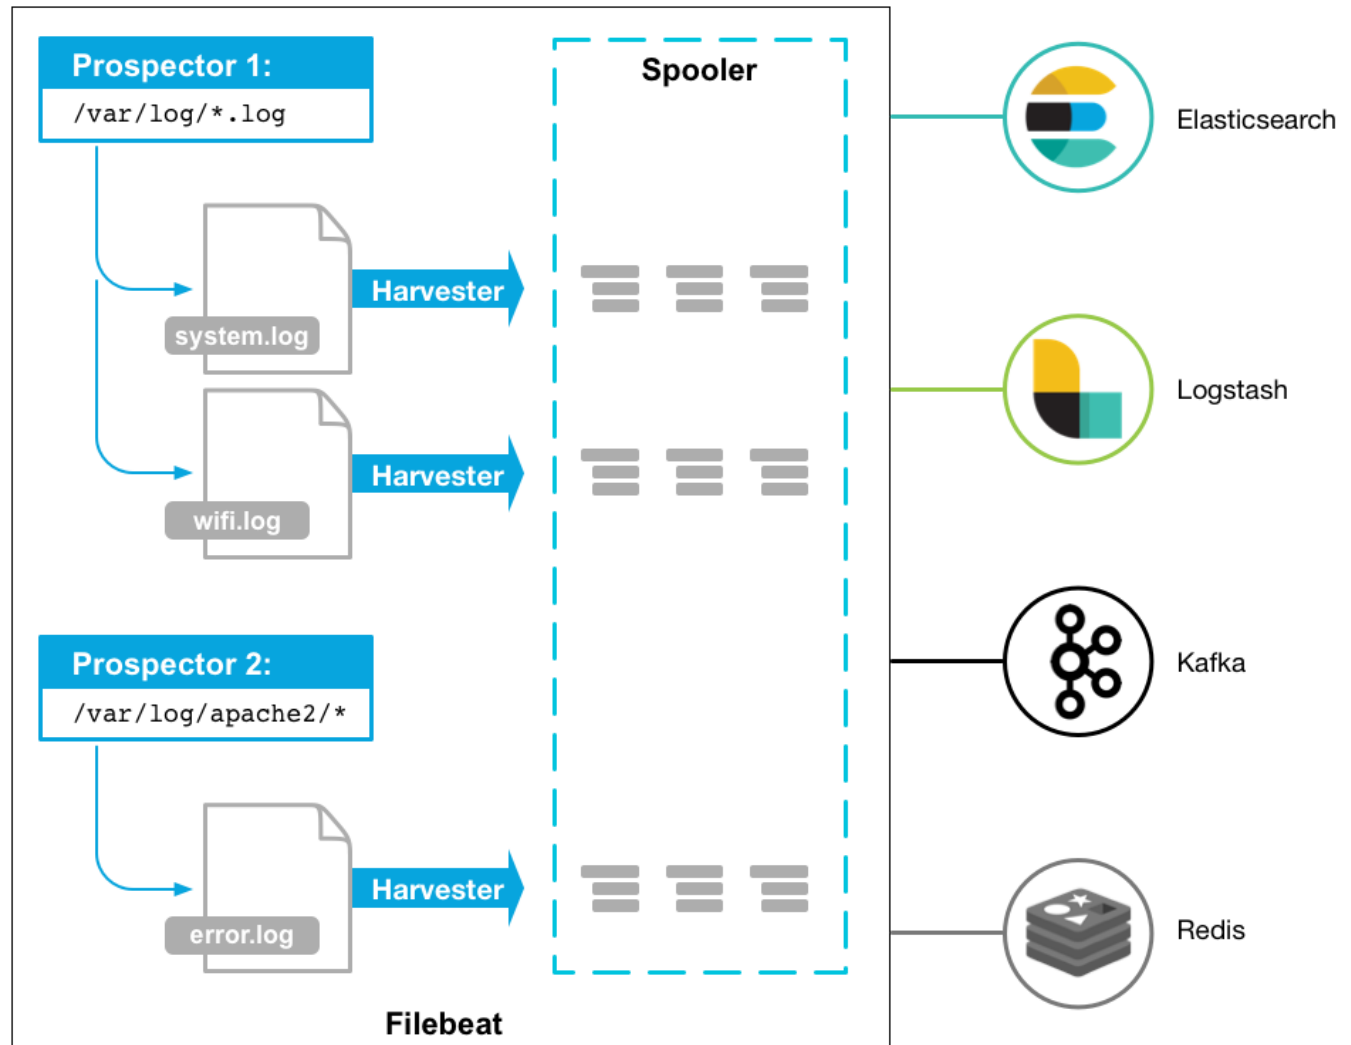 Prospector 1:
/var/log/*.log
Spooler
Harvester
system.log
Harvester
wifi.log
Prospector 2:
/var/log/apache2/*
Harvester
error.log
Filebeat
Elasticsearch
Logstash
Kafka
Redis